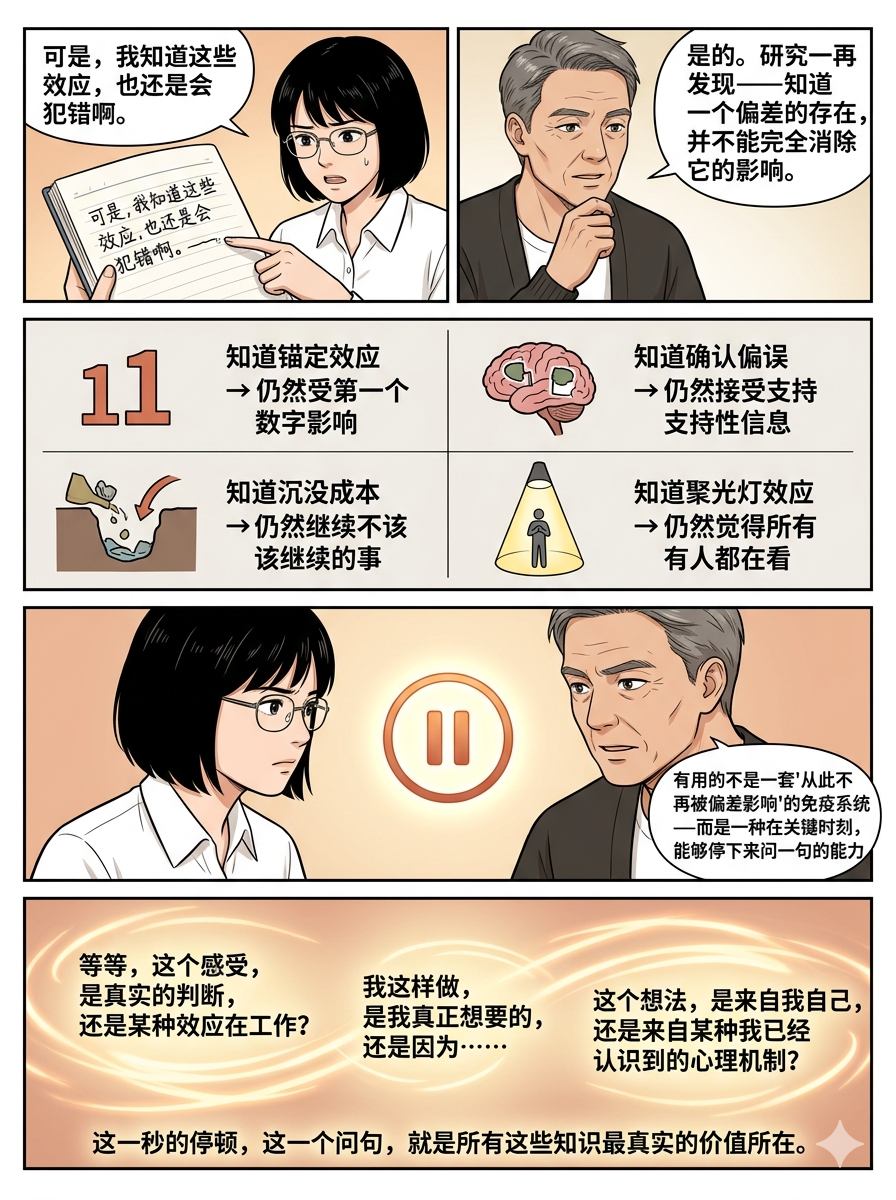 可是，我知道这些
效应，也还是会
犯错啊。
可是，我知道这些
效应，也还是会
犯错啊。——
是的。研究一再
发现——知道
一个偏差的存在，
并不能完全消除
它的影响。
11
知道锚定效应
→仍然受第一个
数字影响
知道确认偏误
→仍然接受支持
支持性信息
知道沉没成本
→仍然继续不该
该继续的事
知道聚光灯效应
→仍然觉得所有
有人都在看
有用的不是一套'从此不
再被偏差影响'的免疫系统
——而是一种在关键时刻，
能够停下来问一句的能力
等等，这个感受，
是真实的判断，
还是某种效应在工作？
我这样做，
是我真正想要的，
还是因为……
这个想法，是来自我自己，
还是来自某种我已经
认识到的心理机制？
这一秒的停顿，这一个问句，就是所有这些知识最真实的价值所在。